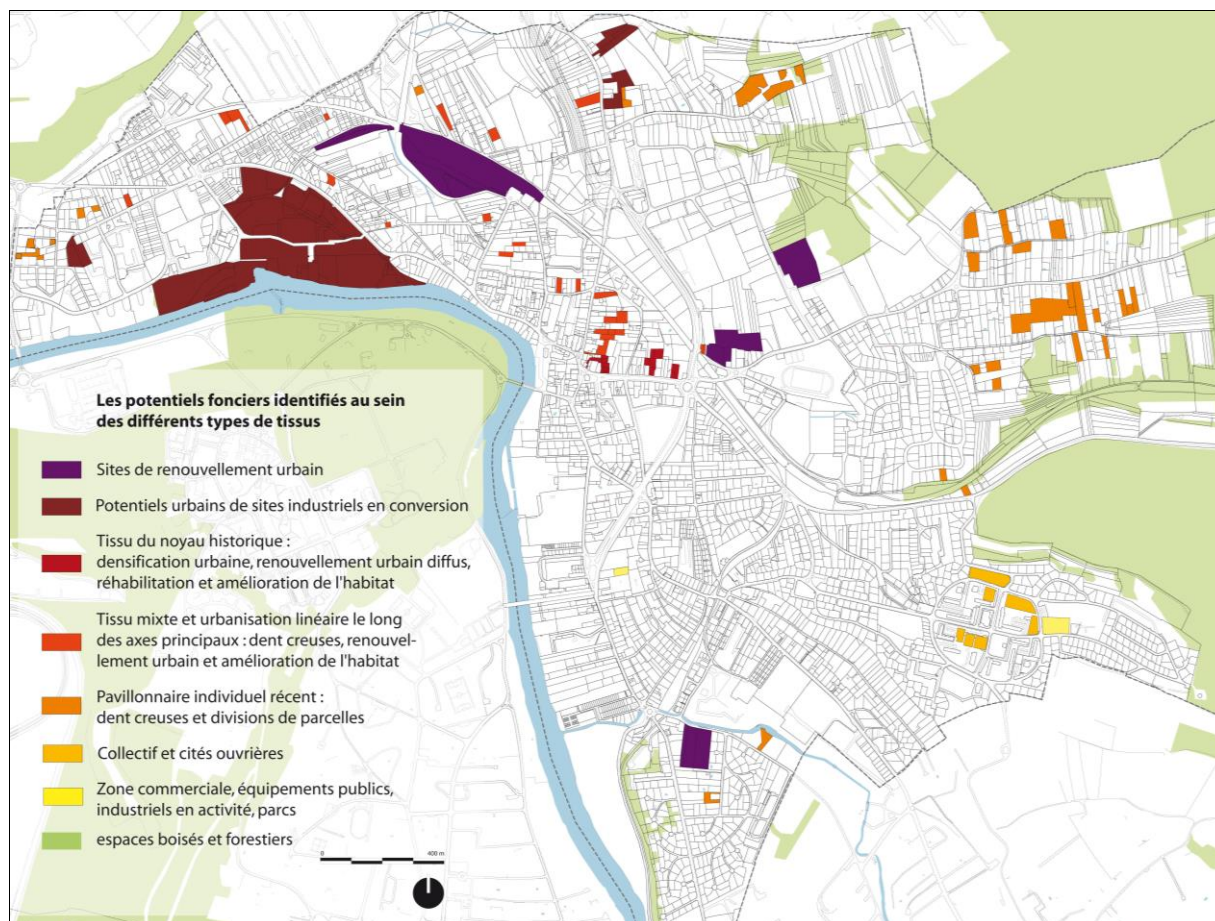 Les potentiels fonciers identifiés au sein
des différents types de tissus
Sites de renouvellement urbain
Potentiels urbains de sites industriels en conversion
Tissu du noyau historique :
densification urbaine, renouvellement urbain diffus,
réhabilitation et amélioration de l'habitat
Tissu mixte et urbanisation linéaire le long
des axes principaux : dent creuses, renouvel-
lement urbain et amélioration de l'habitat
Pavillonnaire individuel récent :
dent creuses et divisions de parcelles
Collectif et cités ouvrières
Zone commerciale, équipements publics,
industriels en activité, parcs
espaces boisés et forestiers
0 400 m